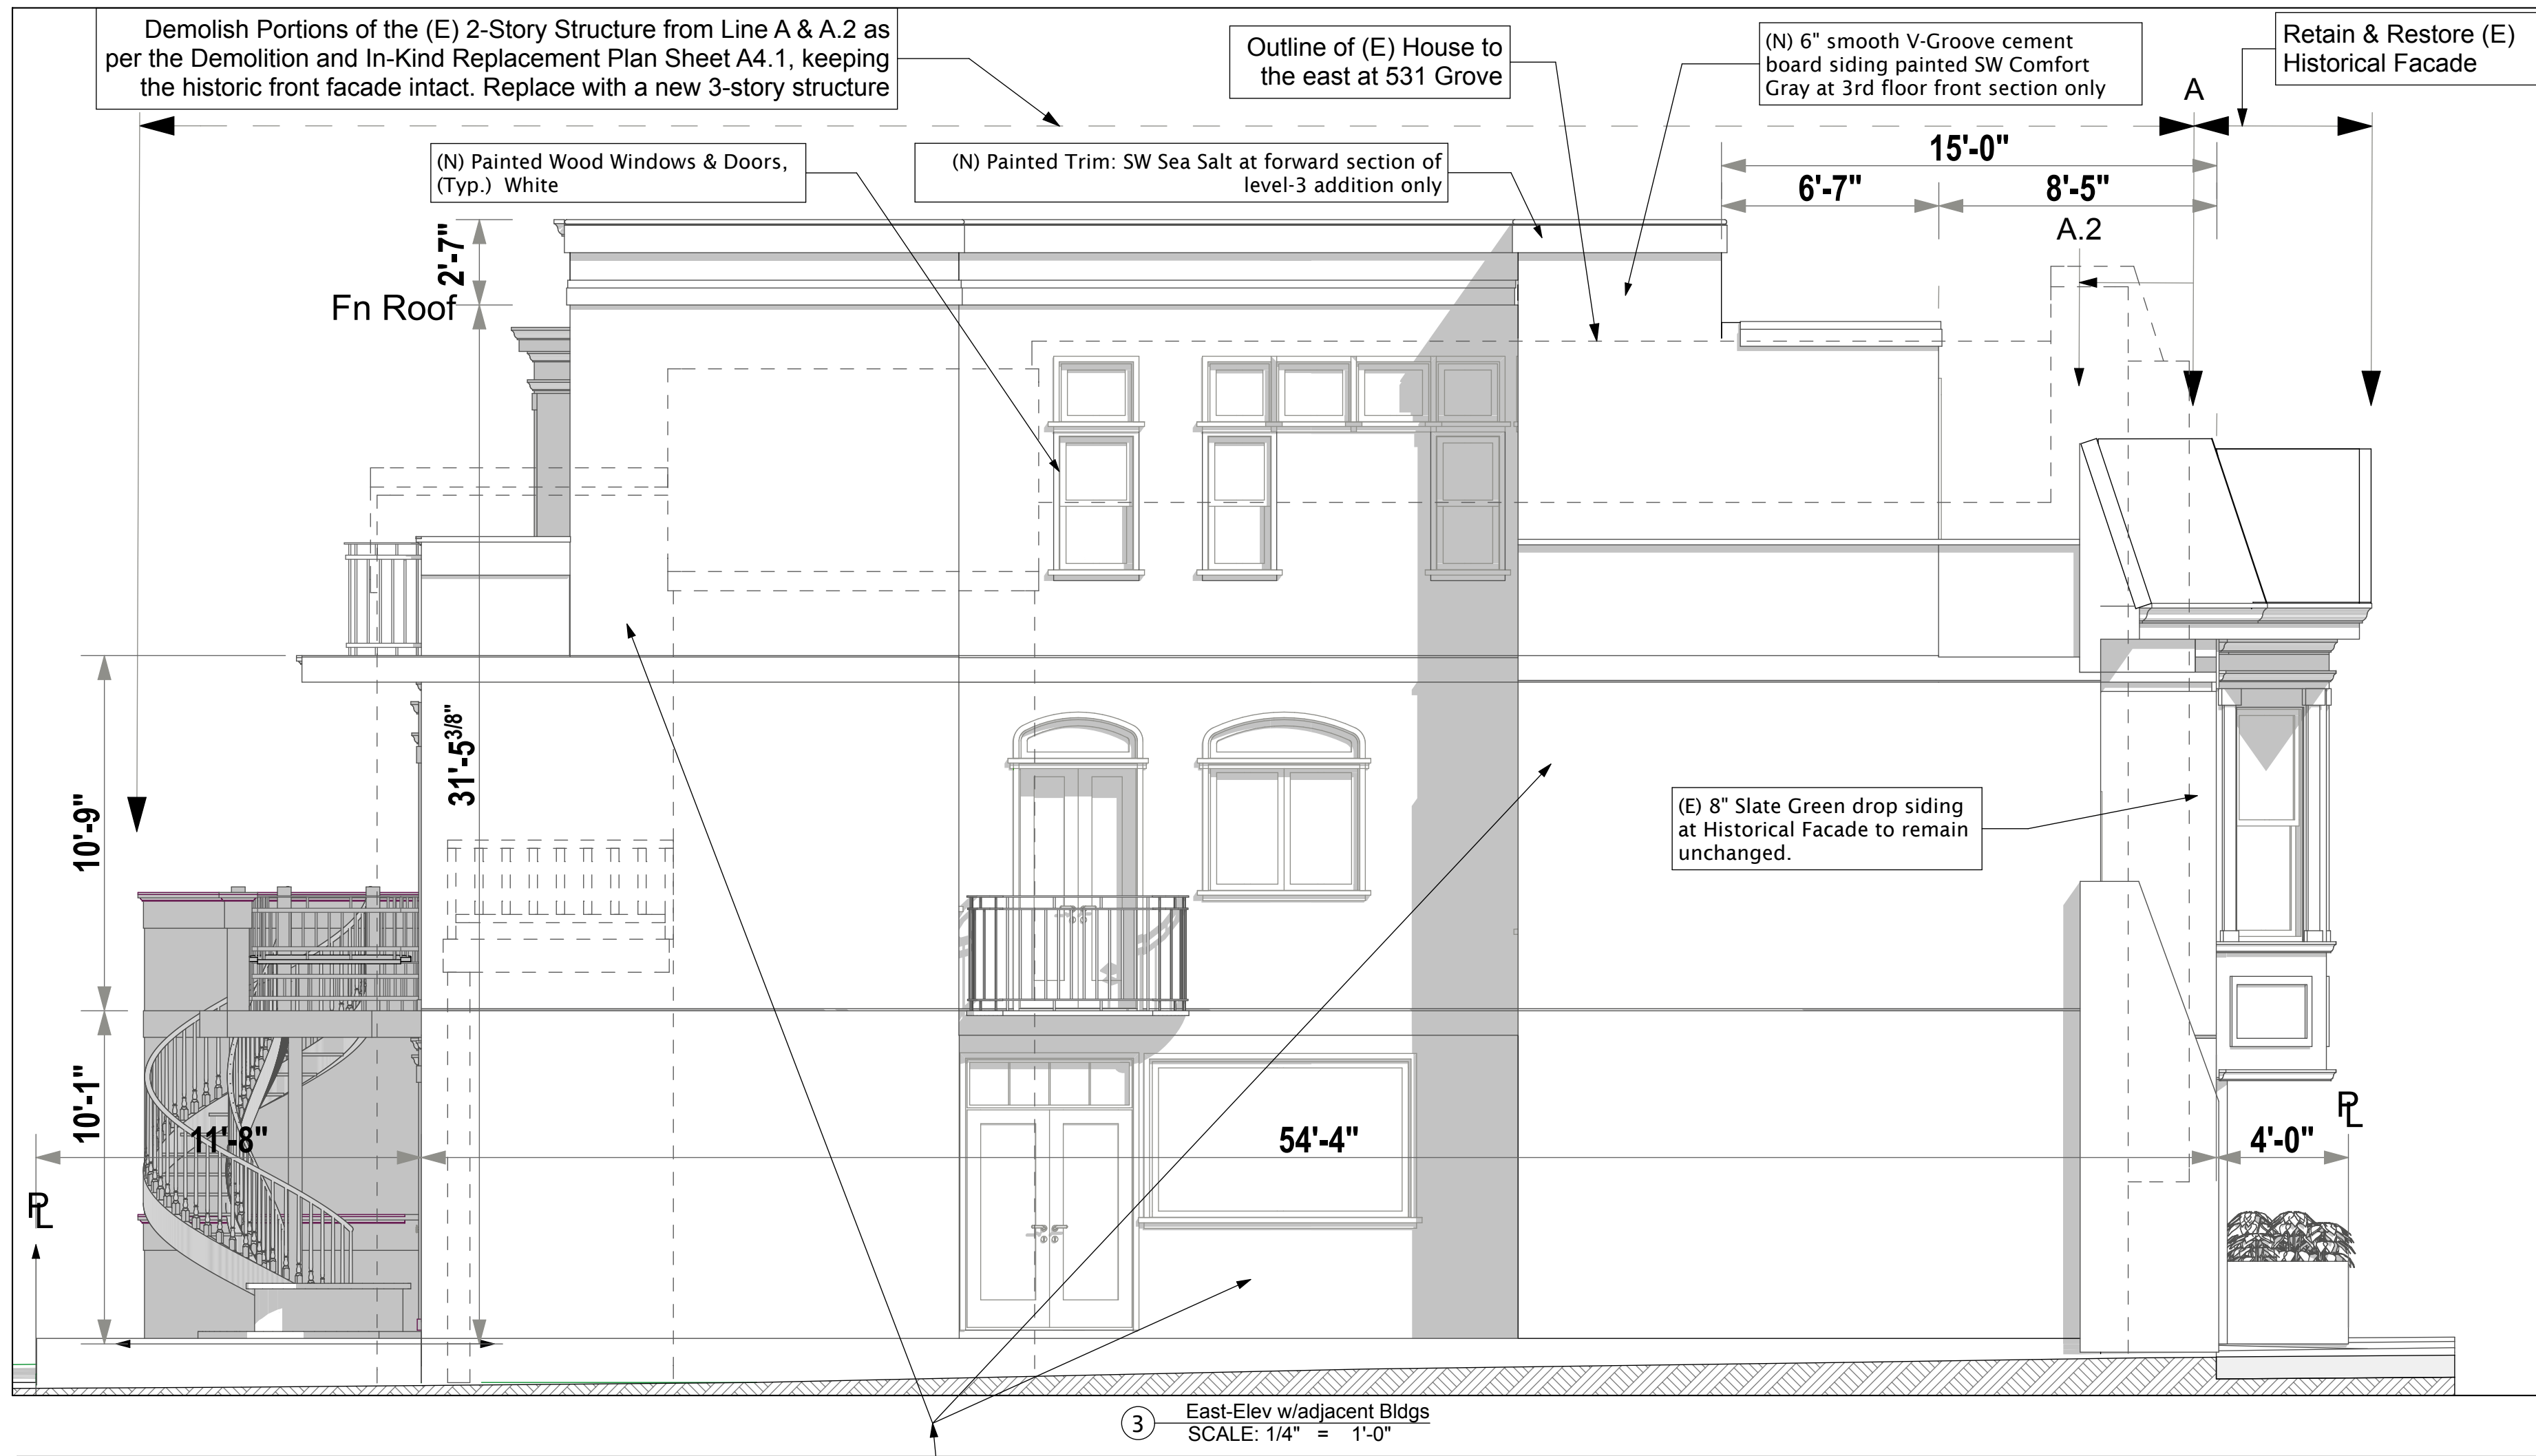 Demolish Portions of the (E) 2-Story Structure from Line A & A.2 as
per the Demolition and In-Kind Replacement Plan Sheet A4.1, keeping
the historic front facade intact. Replace with a new 3-story structure
Outline of (E) House to
the east at 531 Grove
(N) 6" smooth V-Groove cement
board siding painted SW Comfort
Gray at 3rd floor front section only
Retain & Restore (E)
Historical Facade
A
(N) Painted Wood Windows & Doors,
(Typ.) White
(N) Painted Trim: SW Sea Salt at forward section of
level-3 addition only
15'-0"
6'-7"
8'-5"
A.2
2'-7"
Fn Roof
31'-5 3/8"
10'-9"
(E) 8" Slate Green drop siding
at Historical Facade to remain
unchanged.
10'-1"
11'-8"
54'-4"
4'-0"
PL
PL
3
East-Elev w/adjacent Bldgs
SCALE: 1/4" = 1'-0"